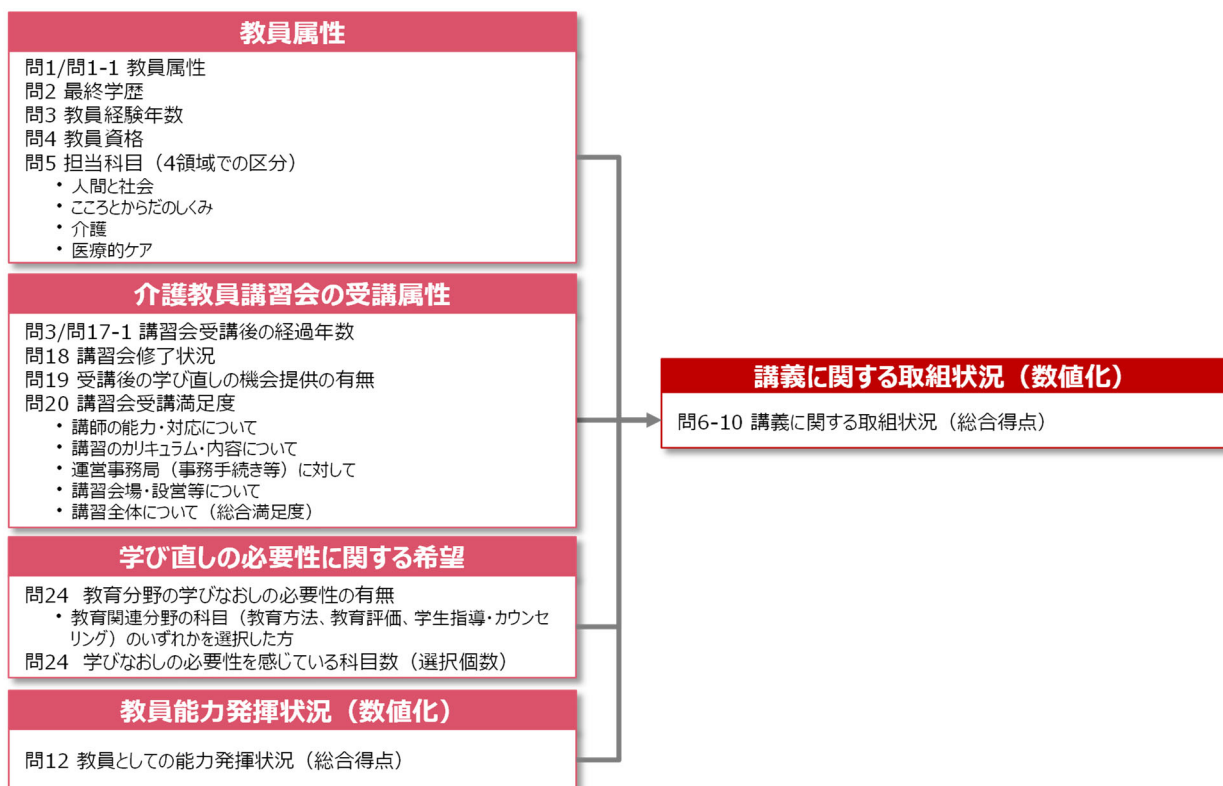 教員属性
問1/問1-1 教員属性
問2 最終学歴
問3 教員経験年数
問4 教員資格
問5 担当科目（4領域での区分）
• 人間と社会
• こころとからだのしくみ
• 介護
• 医療的ケア
介護教員講習会の受講属性
問3/問17-1 講習会受講後の経過年数
問18 講習会修了状況
問19 受講後の学び直しの機会提供の有無
問20 講習会受講満足度
• 講師の能力・対応について
• 講習のカリキュラム・内容について
• 運営事務局（事務手続き等）に対して
• 講習会場・設営等について
• 講習全体について（総合満足度）
学び直しの必要性に関する希望
問24 教育分野の学びなおしの必要性の有無
• 教育関連分野の科目（教育方法、教育評価、学生指導・カウンセ
リング）のいずれかを選択した方
問24 学びなおしの必要性を感じている科目数（選択個数）
教員能力発揮状況（数値化）
問12 教員としての能力発揮状況（総合得点）
講義に関する取組状況（数値化）
問6-10 講義に関する取組状況（総合得点）